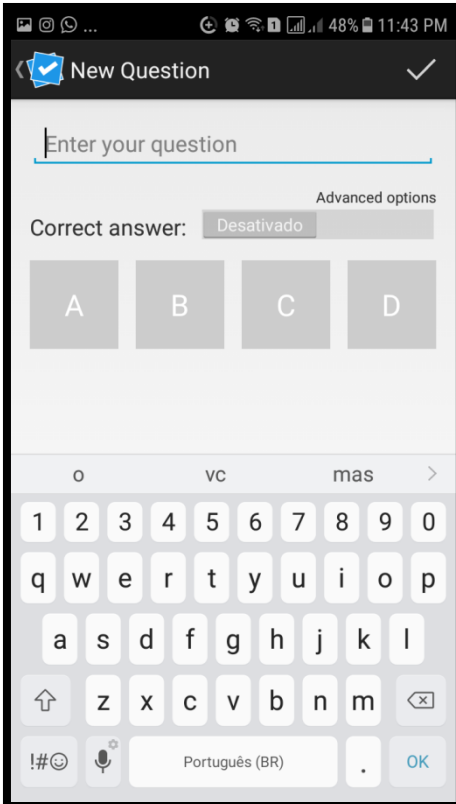 ... 1 48% 11:43 PM
New Question
Enter your question
Advanced options
Correct answer: Desativado
A B C D
o vc mas
1 2 3 4 5 6 7 8 9 0
q w e r t y u i o p
a s d f g h j k l
z x c v b n m
!#☺ Português (BR) . OK